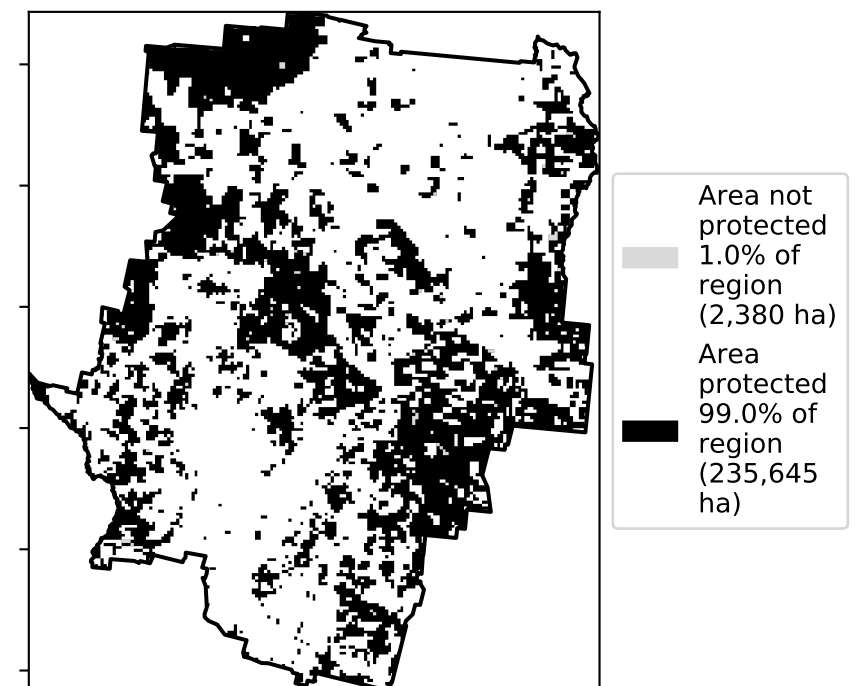 Area not
protected
1.0% of
region
(2,380 ha)
Area
protected
99.0% of
region
(235,645
ha)